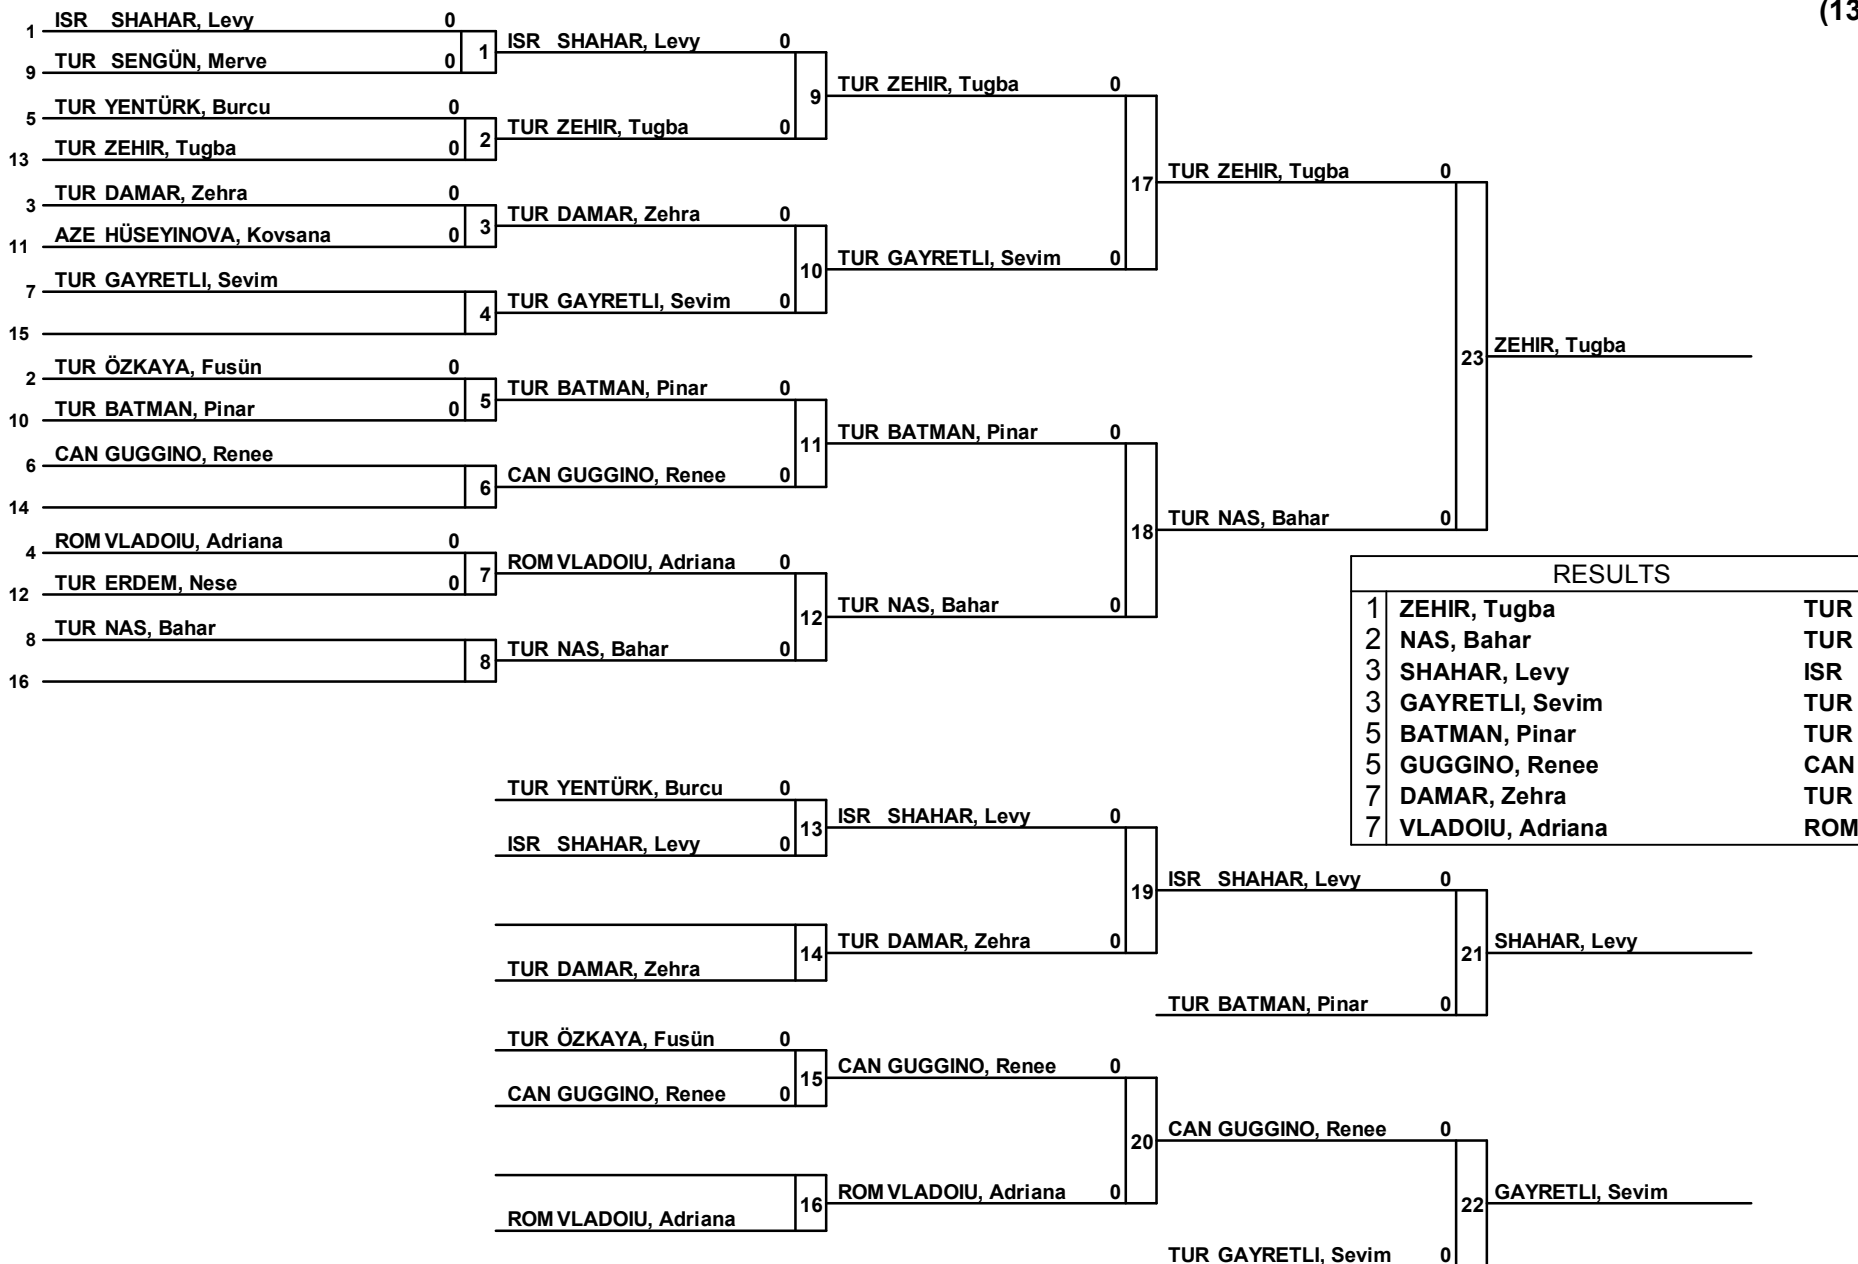 (13
1 ISR SHAHAR, Levy 0
9 TUR SENGÜN, Merve 0
1 ISR SHAHAR, Levy 0
5 TUR YENTÜRK, Burcu 0
13 TUR ZEHIR, Tugba 0
2 TUR ZEHIR, Tugba 0
9 TUR ZEHIR, Tugba 0
3 TUR DAMAR, Zehra 0
11 AZE HÜSEYINOVA, Kovsana 0
3 TUR DAMAR, Zehra 0
7 TUR GAYRETLI, Sevim
15
4 TUR GAYRETLI, Sevim 0
10 TUR GAYRETLI, Sevim 0
17 TUR ZEHIR, Tugba 0
2 TUR ÖZKAYA, Fusün 0
10 TUR BATMAN, Pinar 0
5 TUR BATMAN, Pinar 0
6 CAN GUGGINO, Renee
14
6 CAN GUGGINO, Renee 0
11 TUR BATMAN, Pinar 0
4 ROM VLADOIU, Adriana 0
12 TUR ERDEM, Nese 0
7 ROM VLADOIU, Adriana 0
8 TUR NAS, Bahar
16
8 TUR NAS, Bahar 0
12 TUR NAS, Bahar 0
18 TUR NAS, Bahar 0
23 ZEHIR, Tugba
RESULTS
1 ZEHIR, Tugba TUR
2 NAS, Bahar TUR
3 SHAHAR, Levy ISR
3 GAYRETLI, Sevim TUR
5 BATMAN, Pinar TUR
5 GUGGINO, Renee CAN
7 DAMAR, Zehra TUR
7 VLADOIU, Adriana ROM
TUR YENTÜRK, Burcu 0
ISR SHAHAR, Levy 0
13 ISR SHAHAR, Levy 0
TUR DAMAR, Zehra
14 TUR DAMAR, Zehra 0
19 ISR SHAHAR, Levy 0
TUR BATMAN, Pinar 0
21 SHAHAR, Levy
TUR ÖZKAYA, Fusün 0
CAN GUGGINO, Renee 0
15 CAN GUGGINO, Renee 0
ROM VLADOIU, Adriana
16 ROM VLADOIU, Adriana 0
20 CAN GUGGINO, Renee 0
TUR GAYRETLI, Sevim 0
22 GAYRETLI, Sevim